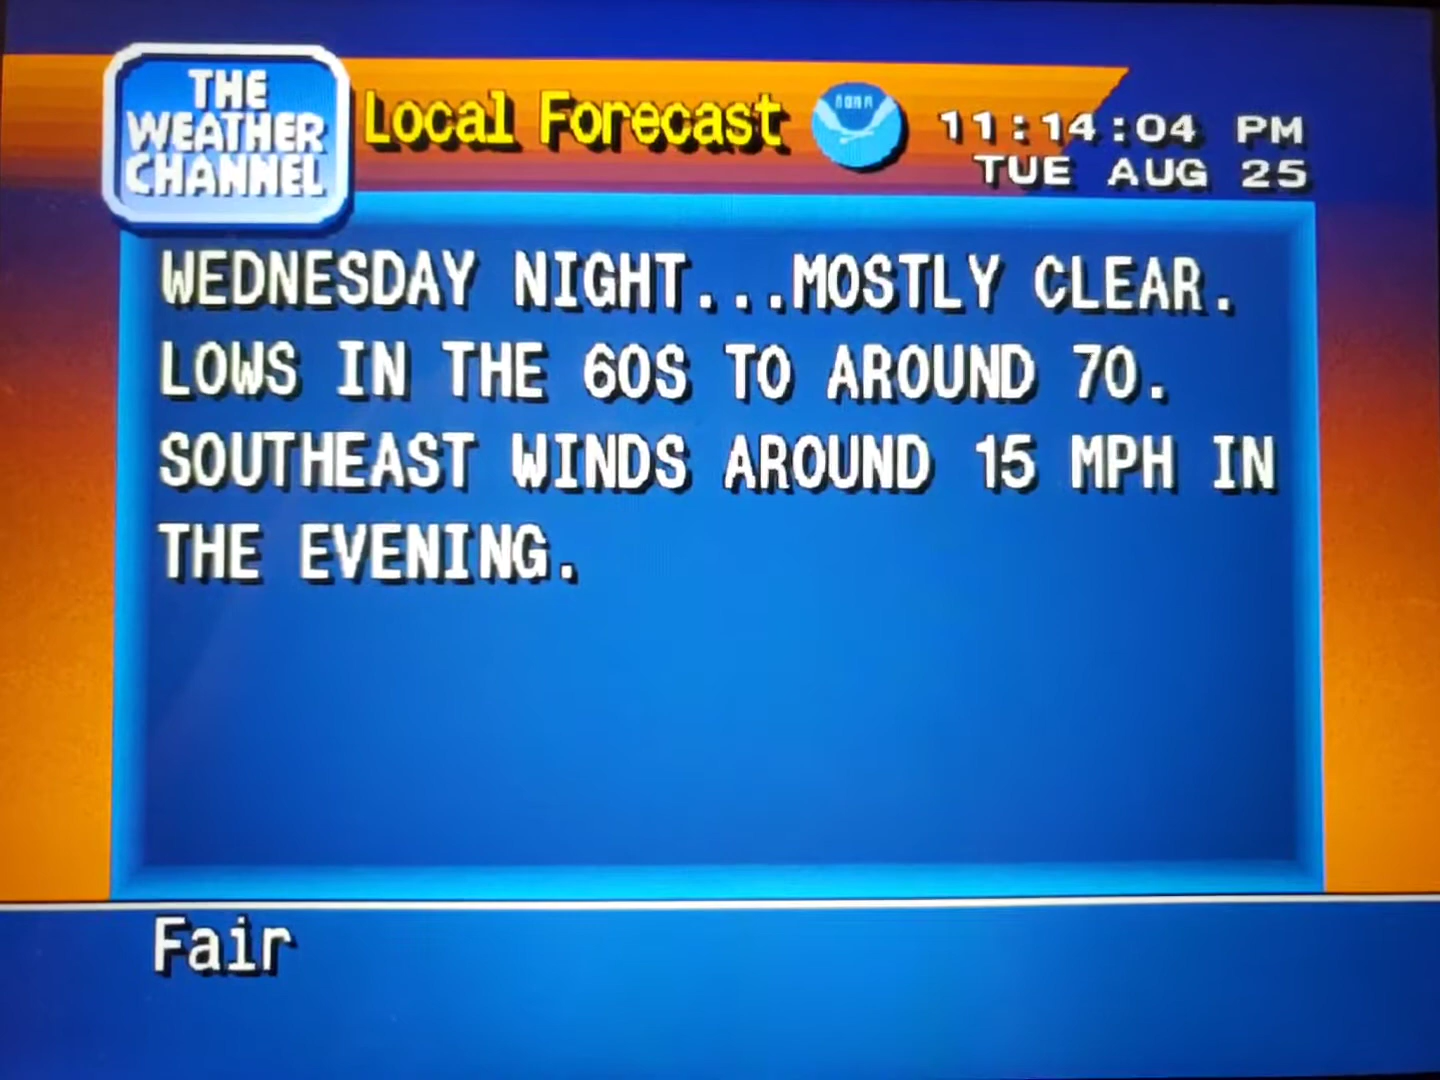 THE
WEATHER
CHANNEL
Local Forecast
NOAA
11:14:04 PM
TUE AUG 25
WEDNESDAY NIGHT...MOSTLY CLEAR.
LOWS IN THE 60S TO AROUND 70.
SOUTHEAST WINDS AROUND 15 MPH IN
THE EVENING.
Fair